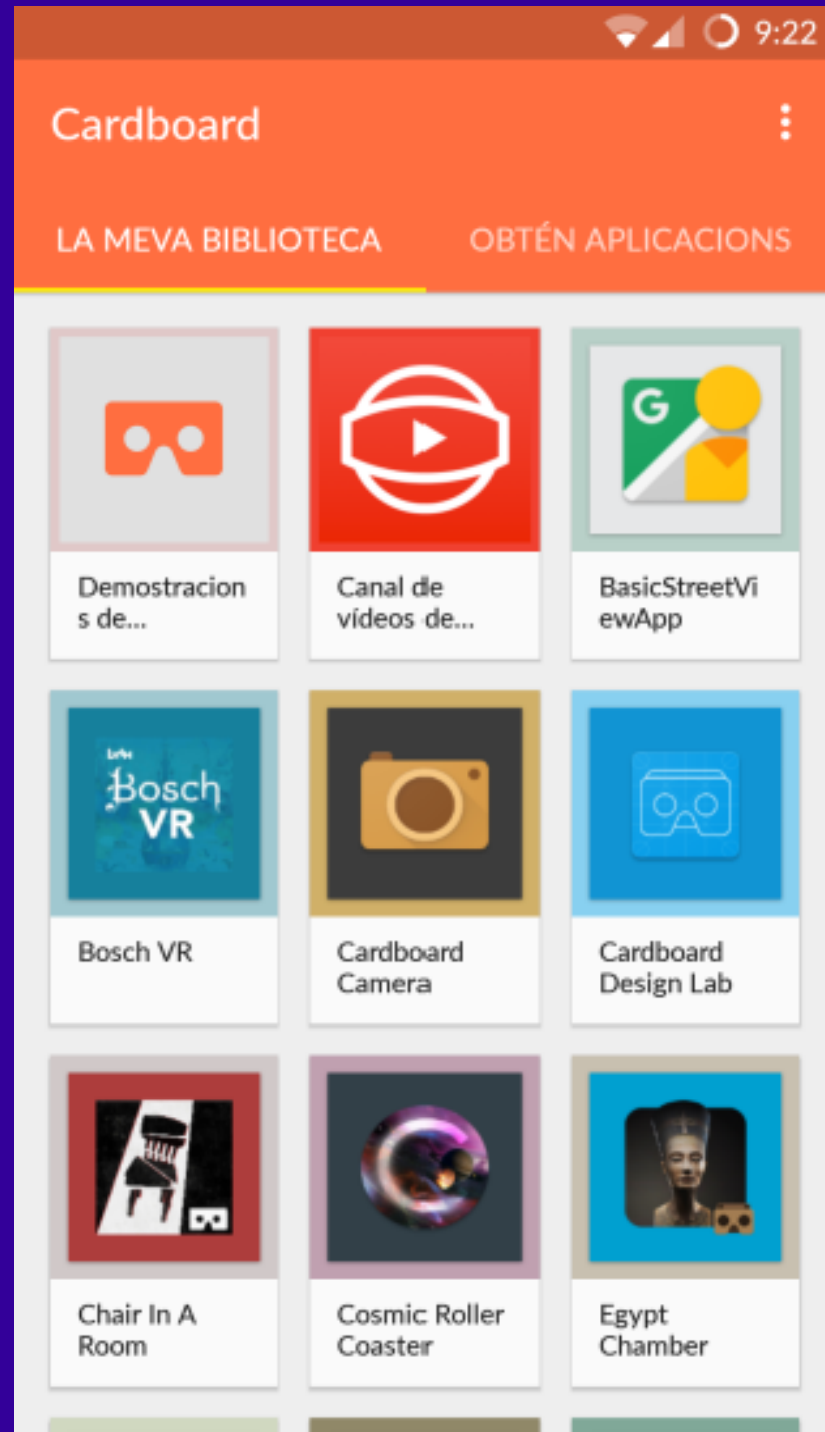 9:22
Cardboard
LA MEVA BIBLIOTECA
OBTÉN APLICACIONS
G
Demostracion
s de...
Canal de
vídeos de...
BasicStreetVi
ewApp
Bosch
VR
Bosch VR
Cardboard
Camera
Cardboard
Design Lab
Chair In A
Room
Cosmic Roller
Coaster
Egypt
Chamber